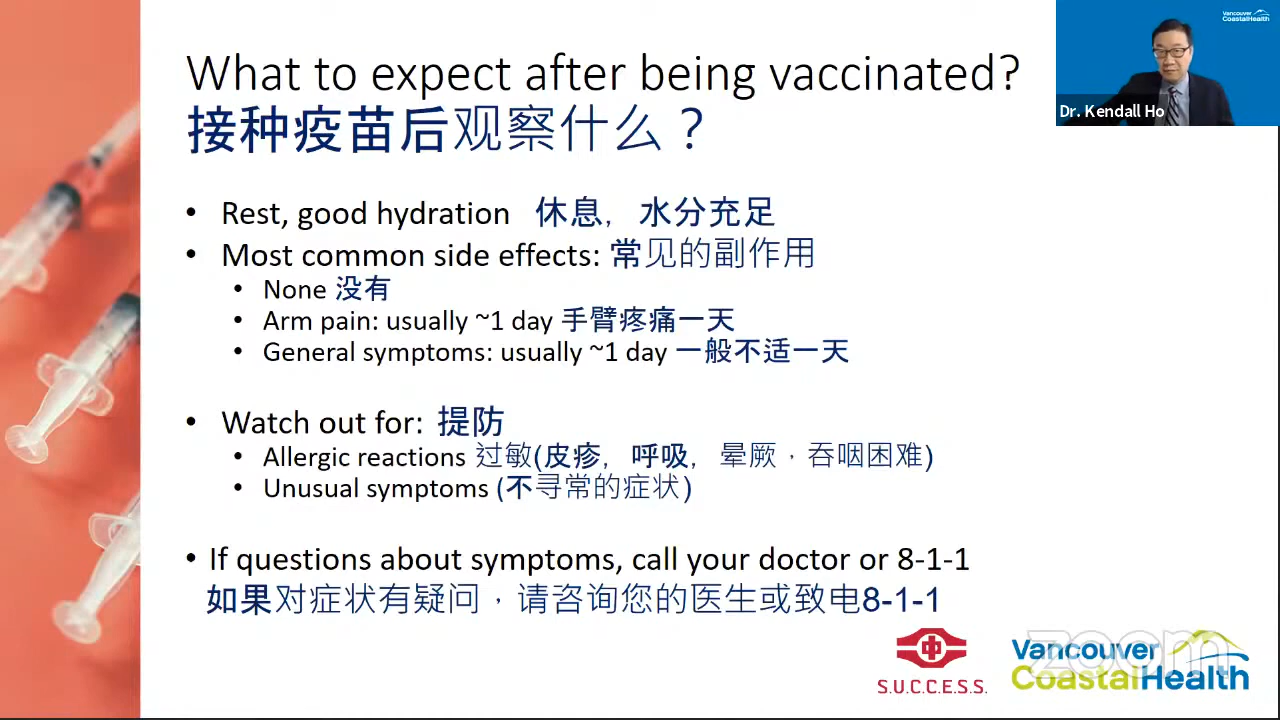 What to expect after being vaccinated?
接种疫苗后观察什么？
• Rest, good hydration 休息，水分充足
• Most common side effects: 常见的副作用
• None 没有
• Arm pain: usually ~1 day 手臂疼痛一天
• General symptoms: usually ~1 day 一般不适一天
• Watch out for: 提防
• Allergic reactions 过敏(皮疹，呼吸，晕厥，吞咽困难)
• Unusual symptoms (不寻常的症状)
• If questions about symptoms, call your doctor or 8-1-1
如果对症状有疑问，请咨询您的医生或致电8-1-1
Vancouver
CoastalHealth
Dr. Kendall Ho
S.U.C.C.E.S.S.
Vancouver
CoastalHealth
zoom